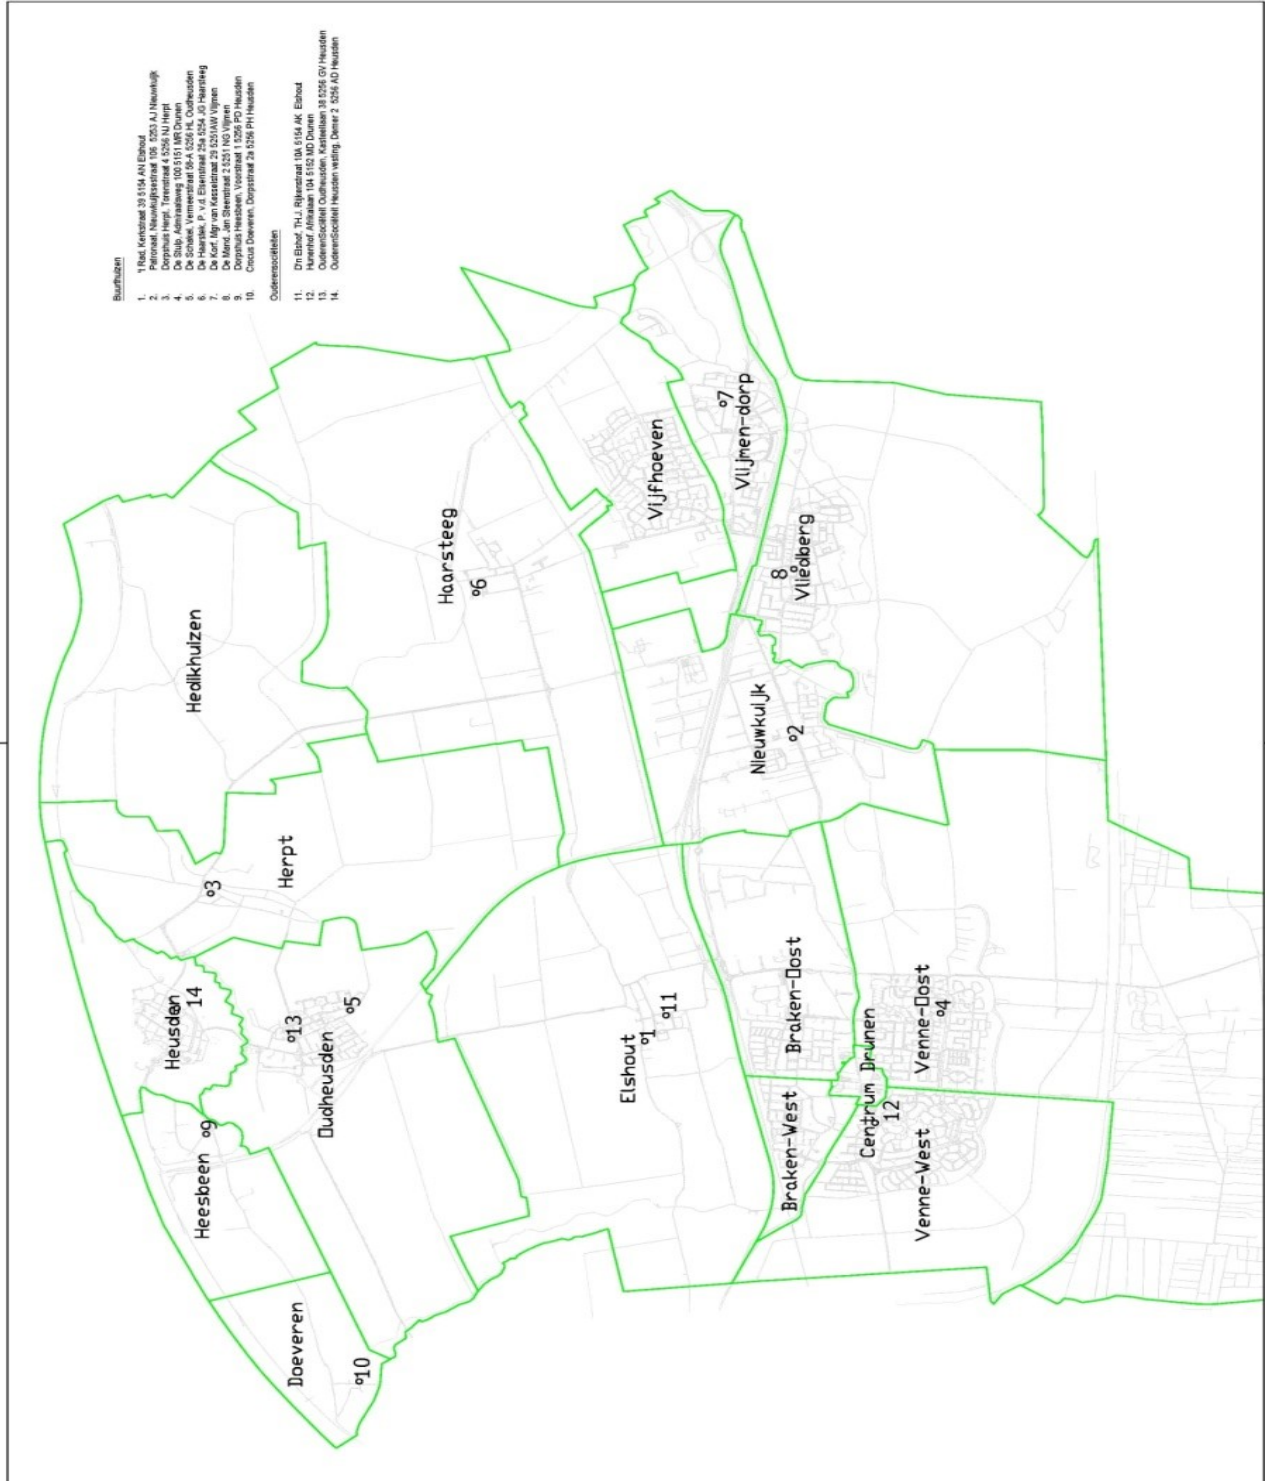 Buurthuizen
1. 't Rad, Kerkstraat 39 5154 AN Elshout
2. Patronaat, Nieuwkuijksestraat 106 5253 AJ Nieuwkuijk
3. Dorpshuis Herpt, Torenstraat 4 5256 NJ Herpt
4. De Stulp, Admiraalsweg 100 5151 MR Drunen
5. De Schakel, Vermeerstraat 58-A 5256 HL Oudheusden
6. De Haarstek, P. v.d. Elsenstraat 25a 5254 JG Haarsteeg
7. De Korf, Mgr van Kesselstraat 29 5251AW Vlijmen
8. De Mand, Jan Steenstraat 2 5251 NG Vlijmen
9. Dorpshuis Heesbeen, Voorstraat 1 5256 PD Heusden
10. Crocus Doeveren, Dorpsstraat 2a 5256 PH Heusden
Ouderensociëteiten
11. D'n Elshof, TH.J. Rijkenstraat 10A 5154 AK Elshout
12. Hunenhof, Afrikalaan 104 5152 MD Drunen
13. OuderenSociëteit Oudheusden, Kasteellaan 38 5256 GV Heusden
14. OuderenSociëteit Heusden vesting, Demer 2 5256 AD Heusden
Hedikhuizen
Herpt
3
Heusden
14
Heesbeen
9
Doeveren
10
Oudheusden
13
5
Haarsteeg
6
Elshout
1
11
Vijfhoeven
Vlijmen-dorp
7
Vliedberg
8
Nieuwkuijk
2
Braken-Oost
Braken-West
Centrum Drunen
12
Venne-Oost
4
Venne-West